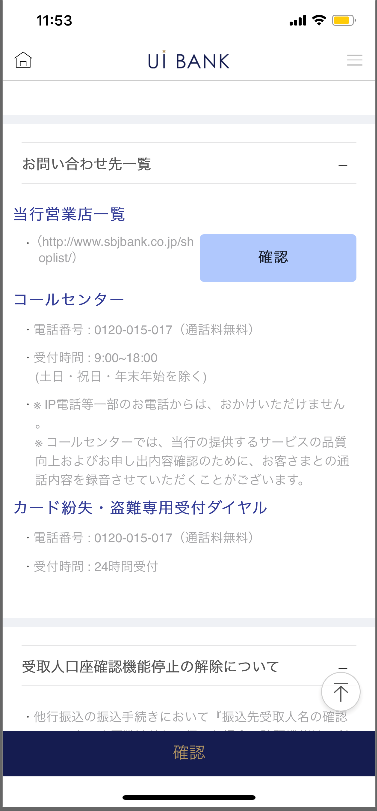 11:53
UI BANK
お問い合わせ先一覧
当行営業店一覧
・（http://www.sbjbank.co.jp/sh
oplist/）
確認
コールセンター
・電話番号 : 0120-015-017（通話料無料）
・受付時間 : 9:00~18:00
(土日・祝日・年末年始を除く)
・※ IP電話等一部のお電話からは、おかけいただけません
。
※ コールセンターでは、当行の提供するサービスの品質
向上およびお申し出内容確認のために、お客さまとの通
話内容を録音させていただくことがございます。
カード紛失・盗難専用受付ダイヤル
・電話番号 : 0120-015-017（通話料無料）
・受付時間 : 24時間受付
受取人口座確認機能停止の解除について
・他行振込の振込手続きにおいて『振込先受取人名の確認
確認